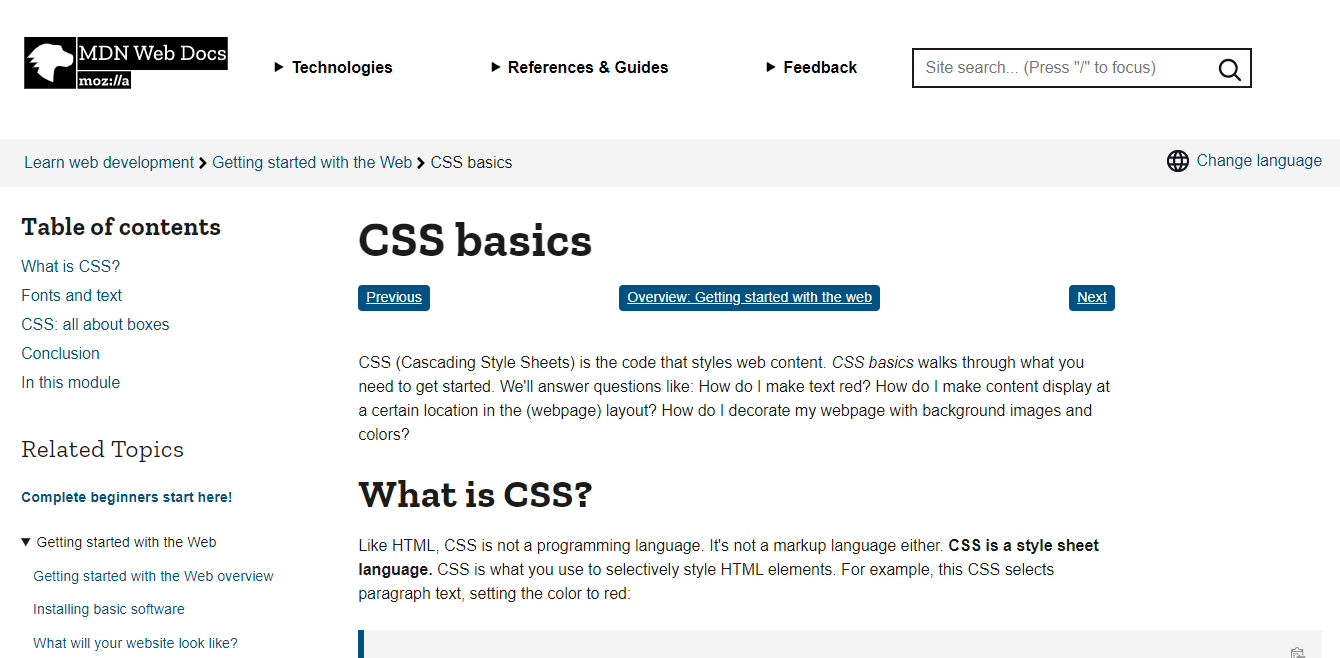 MDN Web Docs
moz://a
Technologies
References & Guides
Feedback
Site search... (Press "/" to focus)
Learn web development
Getting started with the Web
CSS basics
Change language
Table of contents
What is CSS?
Fonts and text
CSS: all about boxes
Conclusion
In this module
Related Topics
Complete beginners start here!
Getting started with the Web
Getting started with the Web overview
Installing basic software
What will your website look like?
CSS basics
Previous
Overview: Getting started with the web
Next
CSS (Cascading Style Sheets) is the code that styles web content. CSS basics walks through what you
need to get started. We'll answer questions like: How do I make text red? How do I make content display at
a certain location in the (webpage) layout? How do I decorate my webpage with background images and
colors?
What is CSS?
Like HTML, CSS is not a programming language. It's not a markup language either. CSS is a style sheet
language. CSS is what you use to selectively style HTML elements. For example, this CSS selects
paragraph text, setting the color to red: